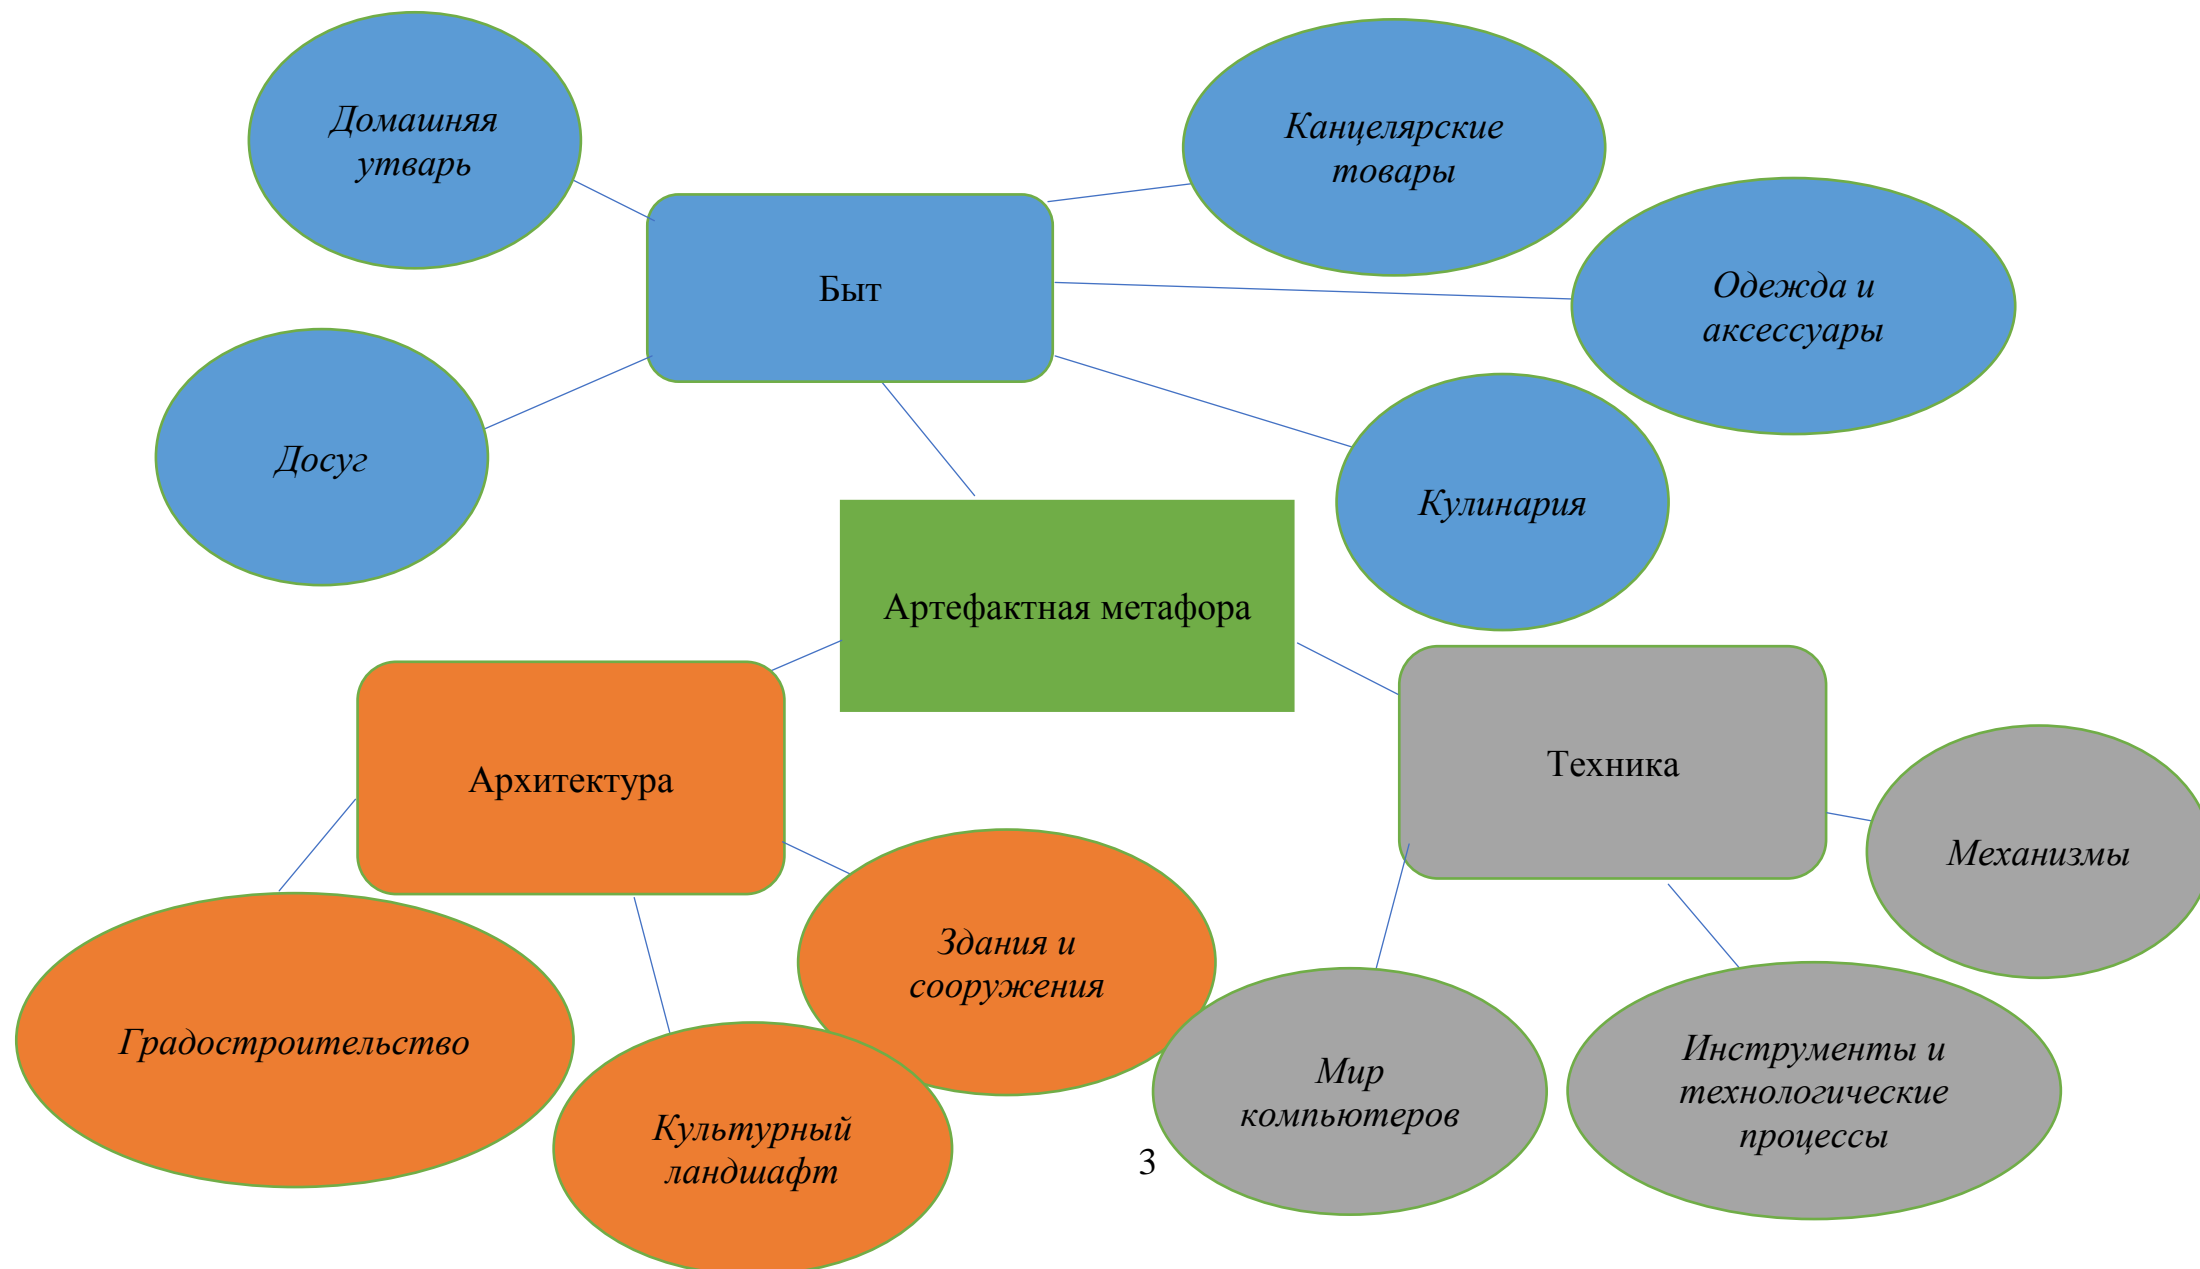 Домашняя
утварь
Канцелярские
товары
Быт
Одежда и
аксессуары
Досуг
Кулинария
Артефактная метафора
Архитектура
Техника
Механизмы
Здания и
сооружения
Градостроительство
Культурный
ландшафт
Мир
компьютеров
Инструменты и
технологические
процессы
3